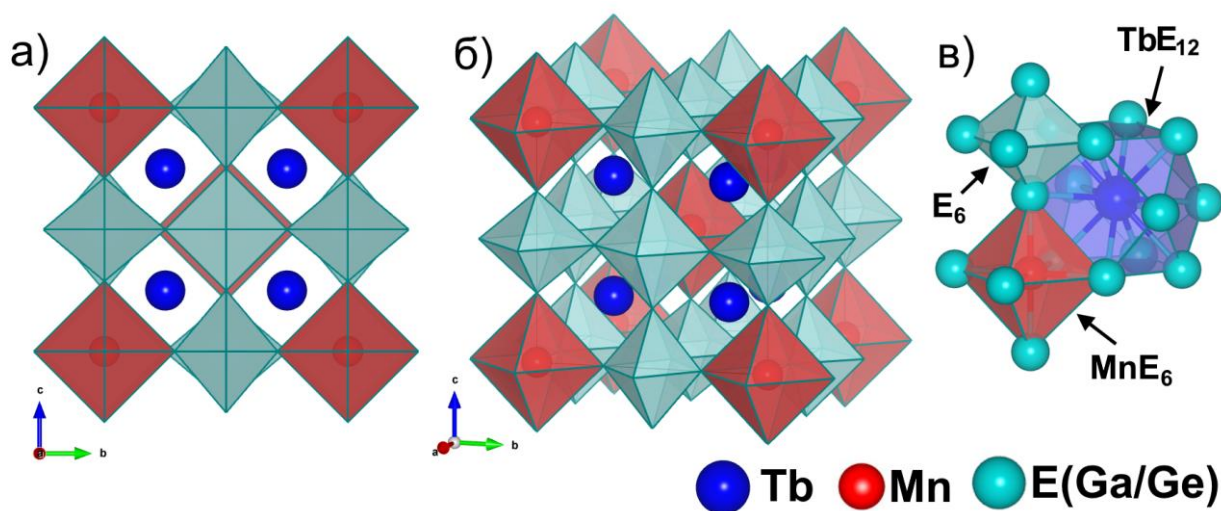 а)
б)
в)
TbE₁₂
E₆
MnE₆
c
a
b
c
a
b
Tb
Mn
E(Ga/Ge)